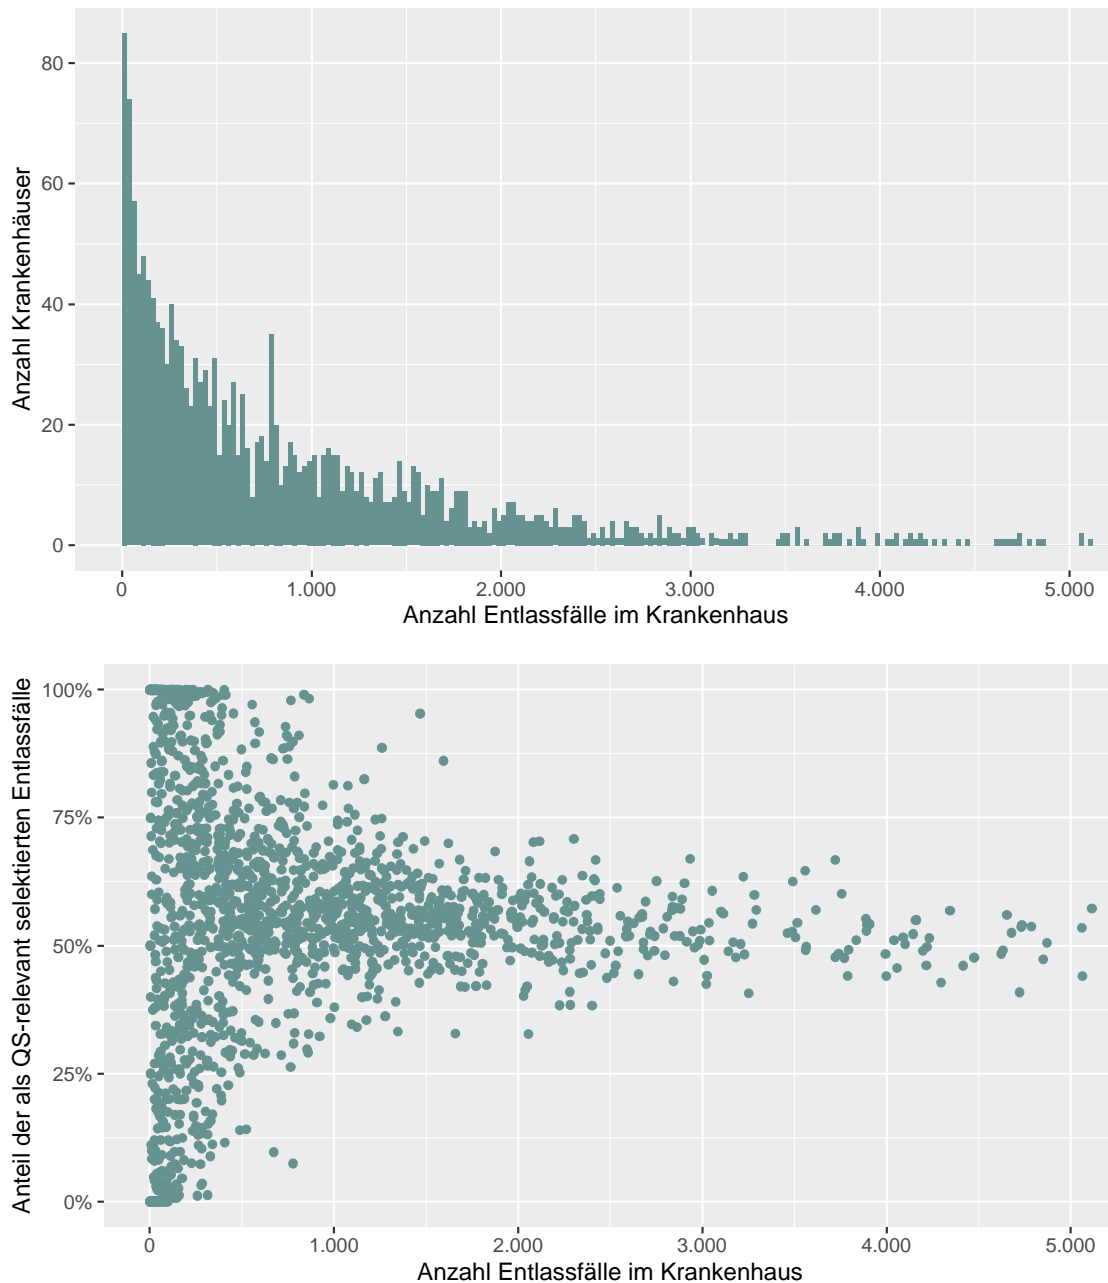 Anzahl Krankenhäuser
80
60
40
20
0
0 1.000 2.000 3.000 4.000 5.000
Anzahl Entlassfälle im Krankenhaus
Anteil der als QS-relevant selektierten Entlassfälle
100%
75%
50%
25%
0%
0 1.000 2.000 3.000 4.000 5.000
Anzahl Entlassfälle im Krankenhaus